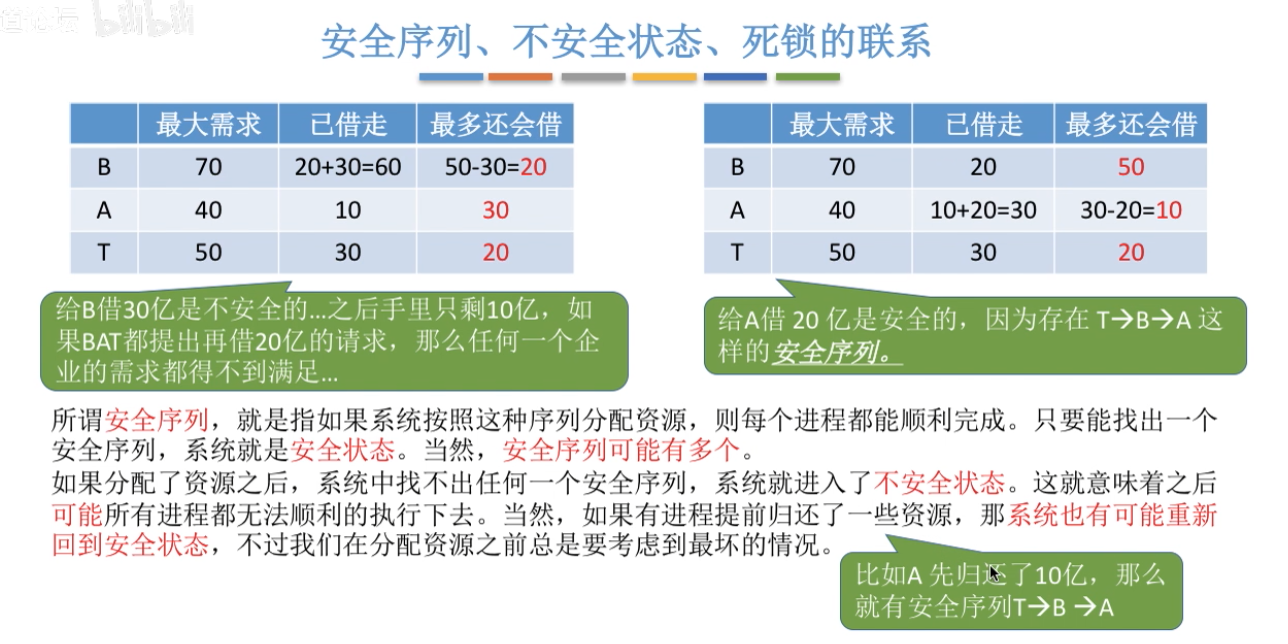 道论坛 bilibili
安全序列、不安全状态、死锁的联系
最大需求 已借走 最多还会借
B 70 20+30=60 50-30=20
A 40 10 30
T 50 30 20
最大需求 已借走 最多还会借
B 70 20 50
A 40 10+20=30 30-20=10
T 50 30 20
给B借30亿是不安全的...之后手里只剩10亿，如
果BAT都提出再借20亿的请求，那么任何一个企
业的需求都得不到满足...
给A借 20 亿是安全的，因为存在 T→B→A 这
样的安全序列。
所谓安全序列，就是指如果系统按照这种序列分配资源，则每个进程都能顺利完成。只要能找出一个
安全序列，系统就是安全状态。当然，安全序列可能有多个。
如果分配了资源之后，系统中找不出任何一个安全序列，系统就进入了不安全状态。这就意味着之后
可能所有进程都无法顺利的执行下去。当然，如果有进程提前归还了一些资源，那系统也有可能重新
回到安全状态，不过我们在分配资源之前总是要考虑到最坏的情况。
比如A 先归还了10亿，那么
就有安全序列T→B →A